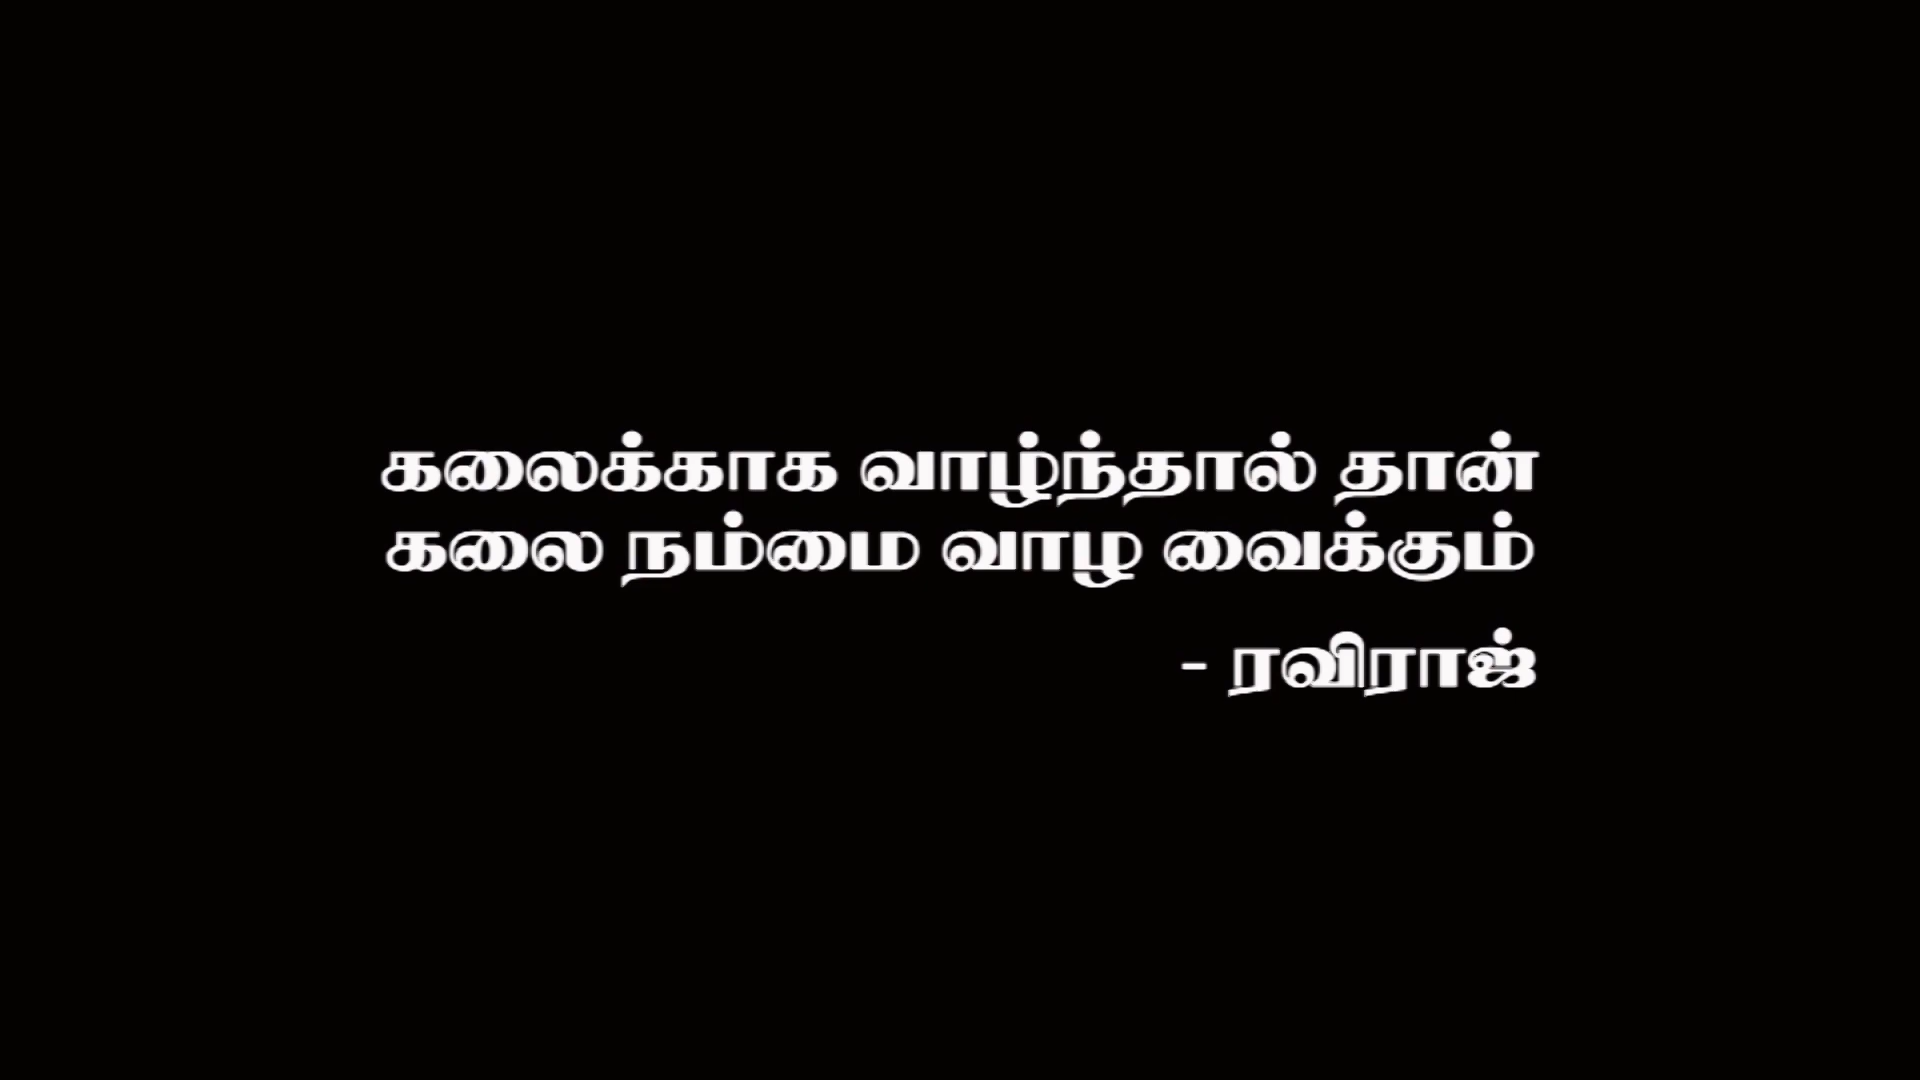 கலைக்காக வாழ்ந்தால் தான்
கலை நம்மை வாழ வைக்கும்
- ரவிராஜ்